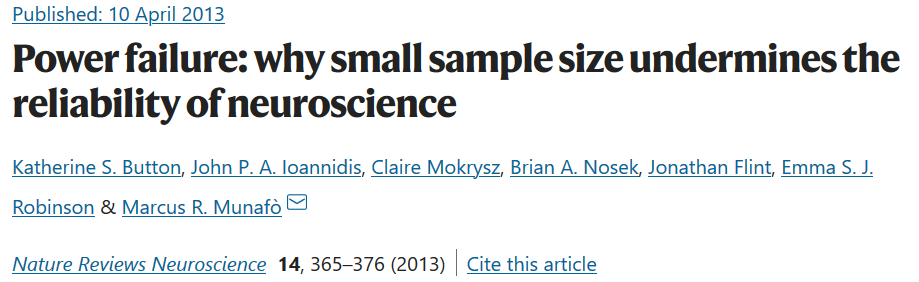 Published: 10 April 2013
Power failure: why small sample size undermines the
reliability of neuroscience
Katherine S. Button, John P. A. Ioannidis, Claire Mokrysz, Brian A. Nosek, Jonathan Flint, Emma S. J.
Robinson & Marcus R. Munafò
Nature Reviews Neuroscience 14, 365–376 (2013) Cite this article